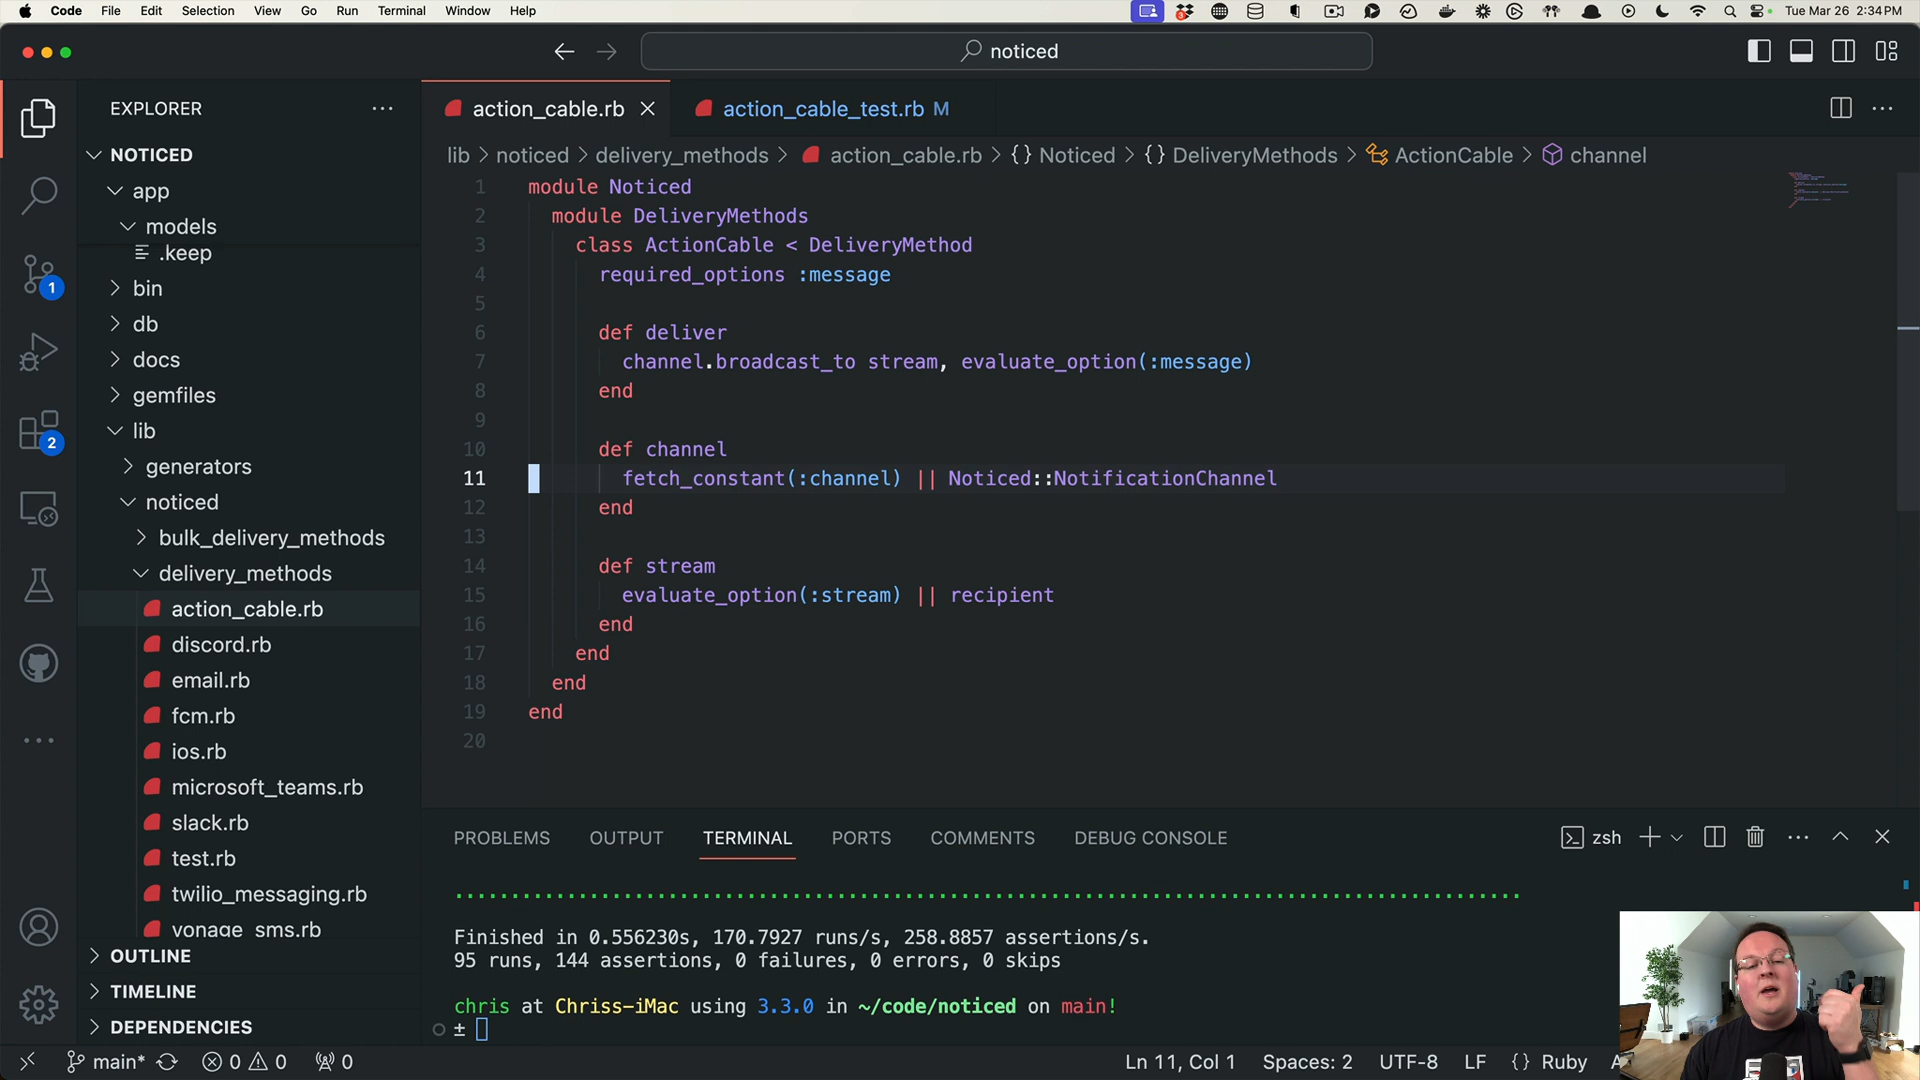 Code File Edit Selection View Go Run Terminal Window Help
Tue Mar 26 2:34 PM
noticed
EXPLORER
action_cable.rb
action_cable_test.rb M
NOTICED
lib > noticed > delivery_methods > action_cable.rb > {} Noticed > {} DeliveryMethods > ActionCable > channel
app
models
.keep
bin
db
docs
gemfiles
lib
generators
noticed
bulk_delivery_methods
delivery_methods
action_cable.rb
discord.rb
email.rb
fcm.rb
ios.rb
microsoft_teams.rb
slack.rb
test.rb
twilio_messaging.rb
vonage_sms.rb
OUTLINE
TIMELINE
DEPENDENCIES
1
2
1 module Noticed
2 module DeliveryMethods
3 class ActionCable < DeliveryMethod
4 required_options :message
5
6 def deliver
7 channel.broadcast_to stream, evaluate_option(:message)
8 end
9
10 def channel
11 fetch_constant(:channel) || Noticed::NotificationChannel
12 end
13
14 def stream
15 evaluate_option(:stream) || recipient
16 end
17 end
18 end
19 end
20
PROBLEMS OUTPUT TERMINAL PORTS COMMENTS DEBUG CONSOLE
zsh
Finished in 0.556230s, 170.7927 runs/s, 258.8857 assertions/s.
95 runs, 144 assertions, 0 failures, 0 errors, 0 skips
chris at Chriss-iMac using 3.3.0 in ~/code/noticed on main!
±
main* 0 0 0
Ln 11, Col 1 Spaces: 2 UTF-8 LF {} Ruby